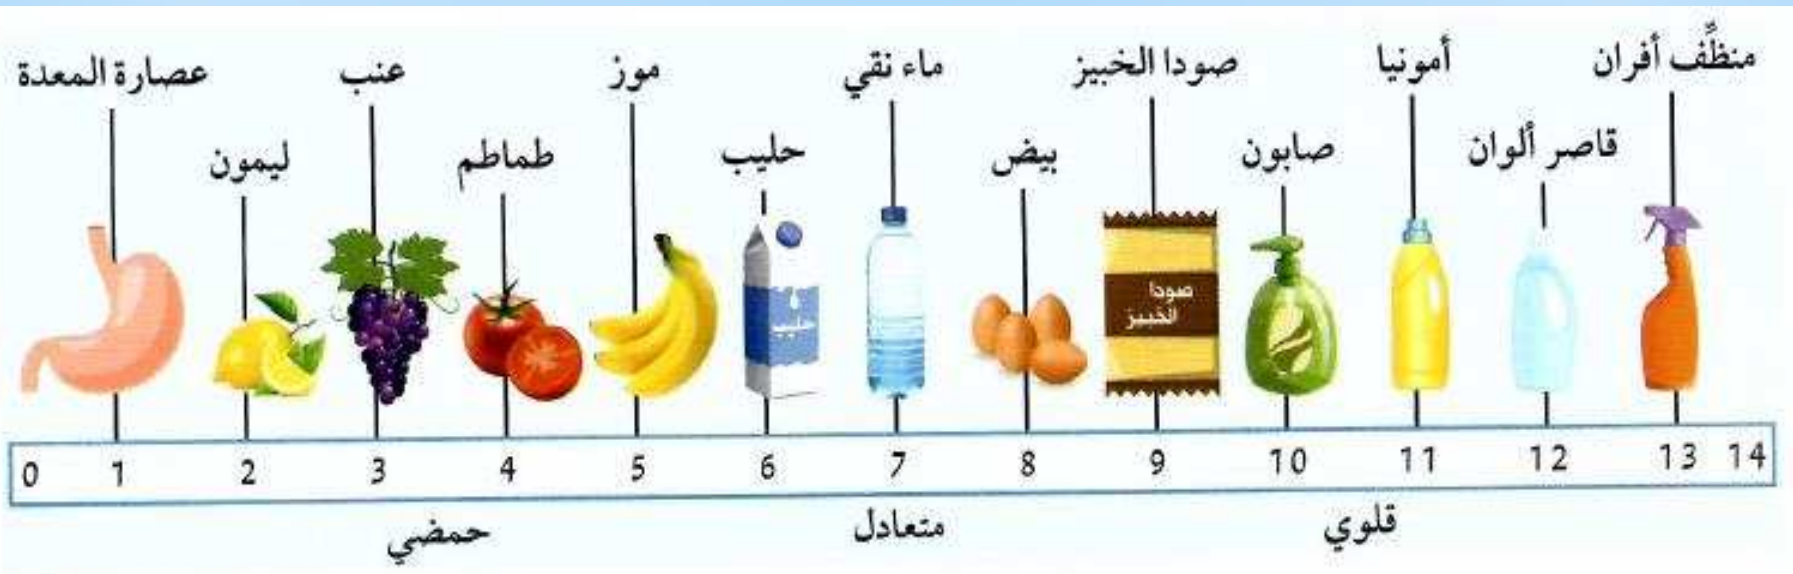 عصارة المعدة
عنب
موز
ماء نقي
صودا الخبيز
أمونيا
منظِّف أفران
ليمون
طماطم
حليب
بيض
صابون
قاصر ألوان
صودا
الخبيز
حليب
0 1 2 3 4 5 6 7 8 9 10 11 12 13 14
حمضي
متعادل
قلوي